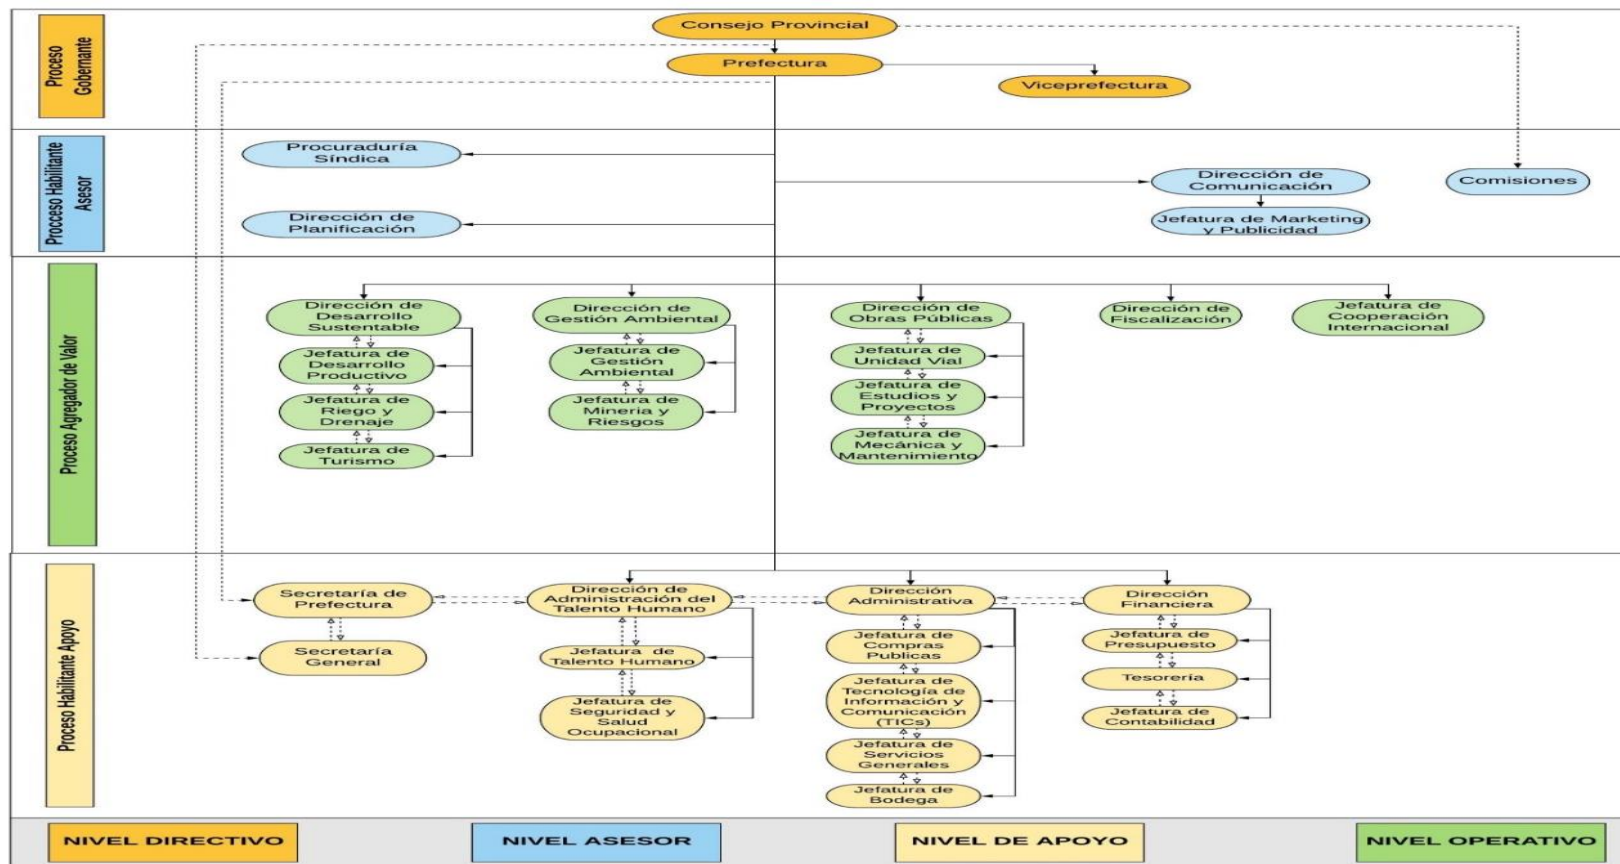 Proceso
Gobernante
Consejo Provincial
Prefectura
Viceprefectura
Procceso Habilitante
Asesor
Procuraduría
Síndica
Dirección de
Planificación
Dirección de
Comunicación
Jefatura de Marketing
y Publicidad
Comisiones
Proceso Agregador de Valor
Dirección de
Desarrollo
Sustentable
Jefatura de
Desarrollo
Productivo
Jefatura de
Riego y
Drenaje
Jefatura de
Turismo
Dirección de
Gestión Ambiental
Jefatura de
Gestión
Ambiental
Jefatura de
Mineria y
Riesgos
Dirección de
Obras Públicas
Jefatura de
Unidad Vial
Jefatura de
Estudios y
Proyectos
Jefatura de
Mecánica y
Mantenimiento
Dirección de
Fiscalización
Jefatura de
Cooperación
Internacional
Proceso Habilitante Apoyo
Secretaría de
Prefectura
Secretaría
General
Dirección de
Administración del
Talento Humano
Jefatura de
Talento Humano
Jefatura de
Seguridad y
Salud
Ocupacional
Dirección
Administrativa
Jefatura de
Compras
Publicas
Jefatura de
Tecnología de
Información y
Comunicación
(TICs)
Jefatura de
Servicios
Generales
Jefatura de
Bodega
Dirección
Financiera
Jefatura de
Presupuesto
Tesorería
Jefatura de
Contabilidad
NIVEL DIRECTIVO
NIVEL ASESOR
NIVEL DE APOYO
NIVEL OPERATIVO